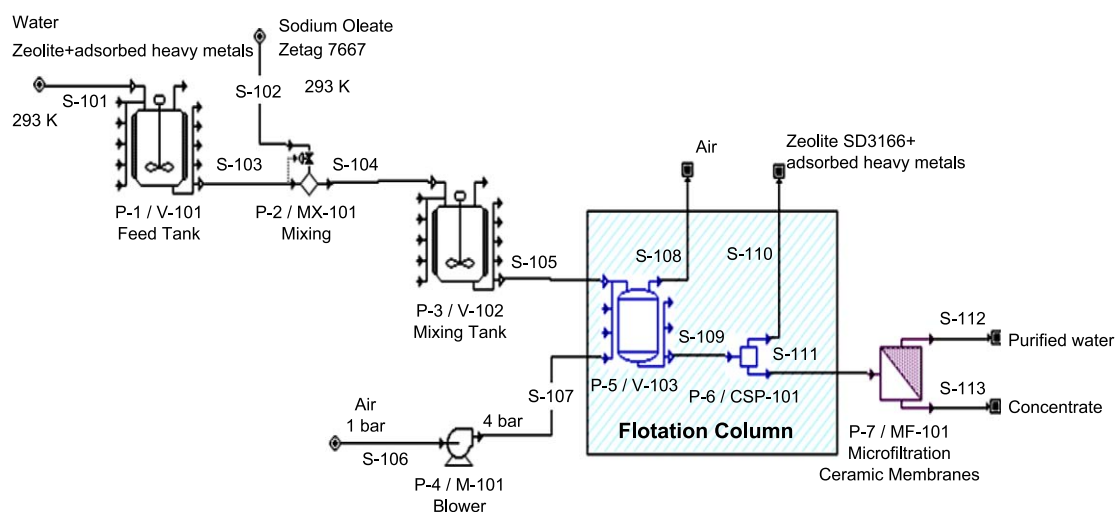 Water
Zeolite+adsorbed heavy metals
Sodium Oleate
Zetag 7667
S-101
293 K
S-102
293 K
S-103
S-104
P-1 / V-101
Feed Tank
P-2 / MX-101
Mixing
Air
Zeolite SD3166+
adsorbed heavy metals
S-105
P-3 / V-102
Mixing Tank
S-108
S-110
S-109
S-111
P-5 / V-103
P-6 / CSP-101
Flotation Column
S-112
Purified water
S-113
Concentrate
P-7 / MF-101
Microfiltration
Ceramic Membranes
S-107
Air
1 bar
4 bar
S-106
P-4 / M-101
Blower